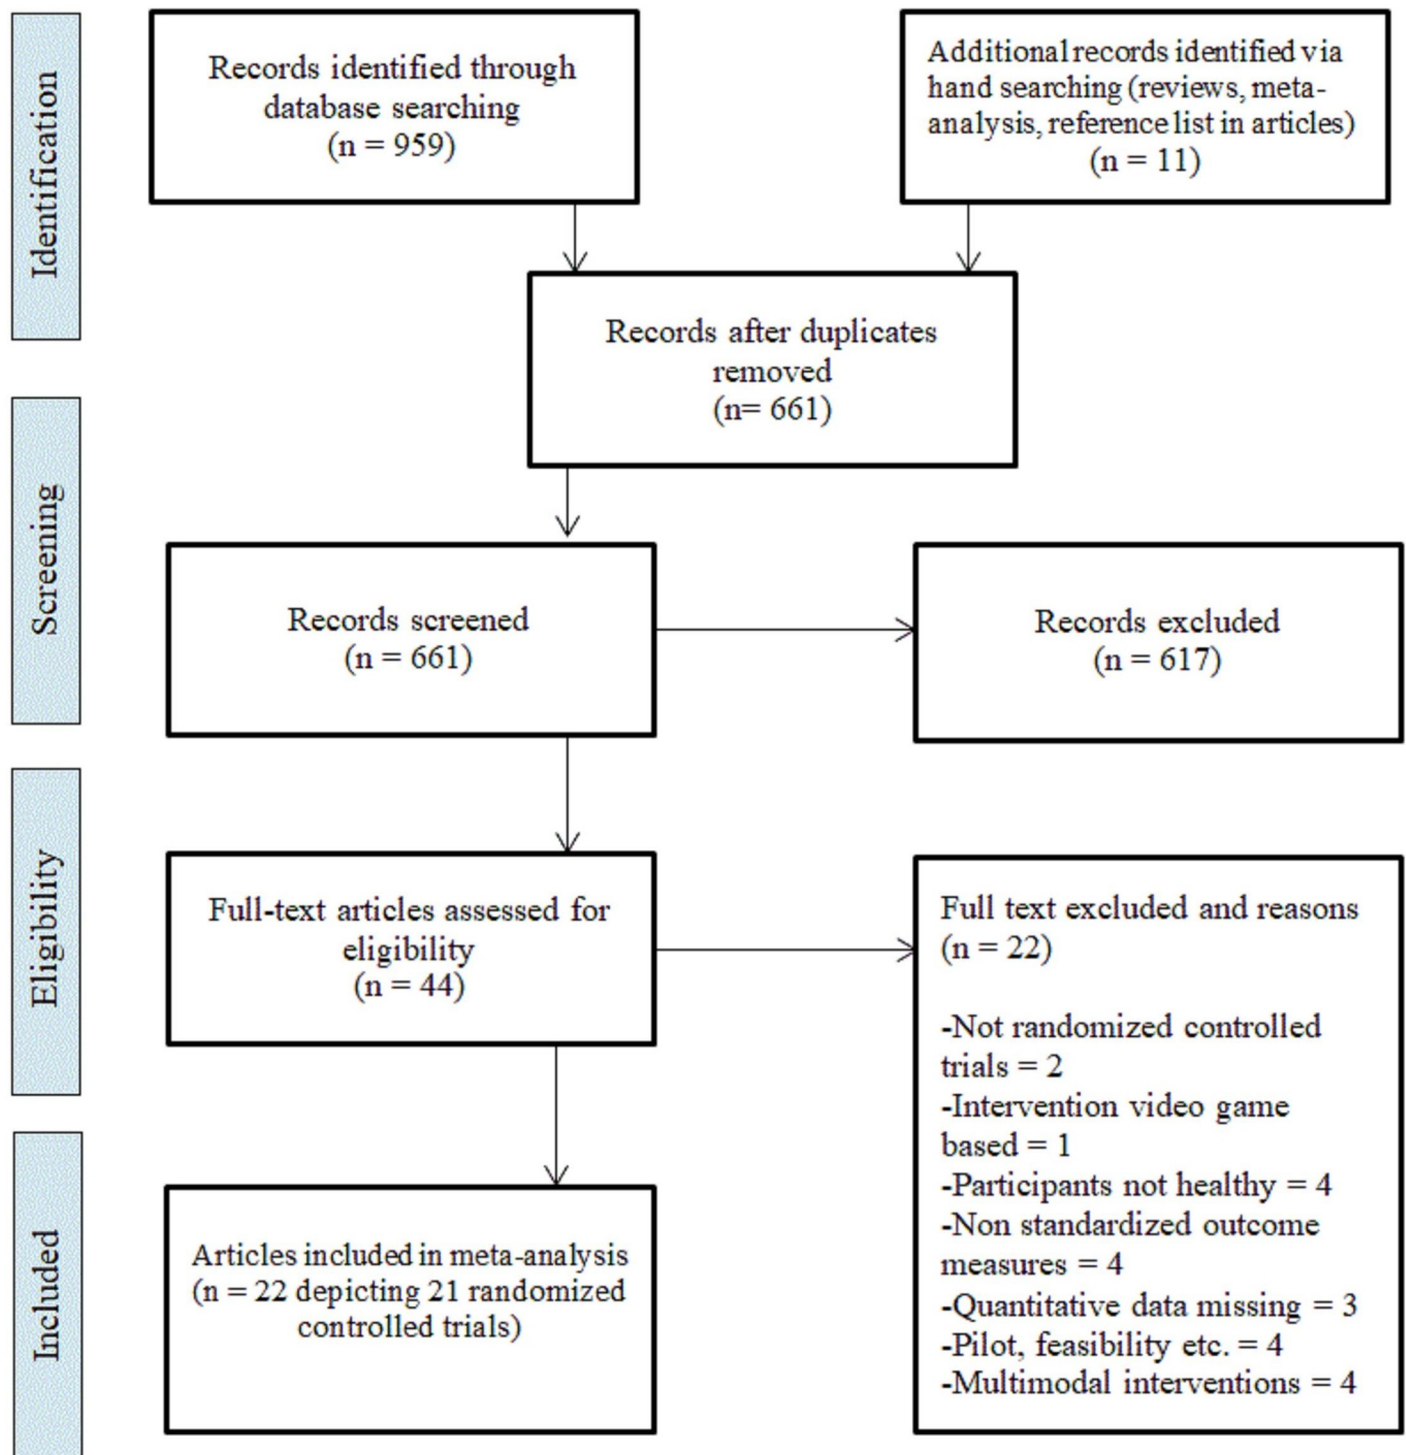 Identification
Records identified through
database searching
(n = 959)
Additional records identified via
hand searching (reviews, meta-
analysis, reference list in articles)
(n = 11)
Records after duplicates
removed
(n= 661)
Screening
Records screened
(n = 661)
Records excluded
(n = 617)
Eligibility
Full-text articles assessed for
eligibility
(n = 44)
Full text excluded and reasons
(n = 22)
-Not randomized controlled
trials = 2
-Intervention video game
based = 1
-Participants not healthy = 4
-Non standardized outcome
measures = 4
-Quantitative data missing = 3
-Pilot, feasibility etc. = 4
-Multimodal interventions = 4
Included
Articles included in meta-analysis
(n = 22 depicting 21 randomized
controlled trials)